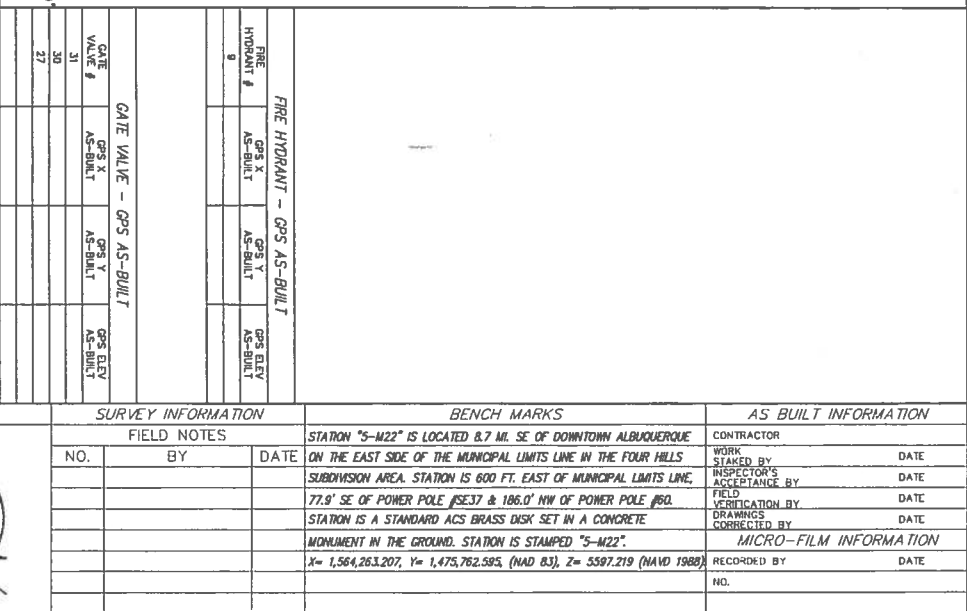 FIRE HYDRANT - GPS AS-BUILT
FIRE HYDRANT # GPS X AS-BUILT GPS Y AS-BUILT GPS ELEV AS-BUILT
9
GATE VALVE - GPS AS-BUILT
GATE VALVE # GPS X AS-BUILT GPS Y AS-BUILT GPS ELEV AS-BUILT
31
30
27
SURVEY INFORMATION
FIELD NOTES
NO. BY DATE
BENCH MARKS
STATION "5-M22" IS LOCATED 8.7 MI. SE OF DOWNTOWN ALBUQUERQUE
ON THE EAST SIDE OF THE MUNICIPAL LIMITS LINE IN THE FOUR HILLS
SUBDIVISION AREA. STATION IS 600 FT. EAST OF MUNICIPAL LIMITS LINE,
77.9' SE OF POWER POLE #SE37 & 186.0' NW OF POWER POLE #60.
STATION IS A STANDARD ACS BRASS DISK SET IN A CONCRETE
MONUMENT IN THE GROUND. STATION IS STAMPED "5-M22".
X= 1,564,263.207, Y= 1,475,762.595, (NAD 83), Z= 5597.219 (NAVD 1988)
AS BUILT INFORMATION
CONTRACTOR
WORK STAKED BY DATE
INSPECTOR'S ACCEPTANCE BY DATE
FIELD VERIFICATION BY DATE
DRAWINGS CORRECTED BY DATE
MICRO-FILM INFORMATION
RECORDED BY DATE
NO.